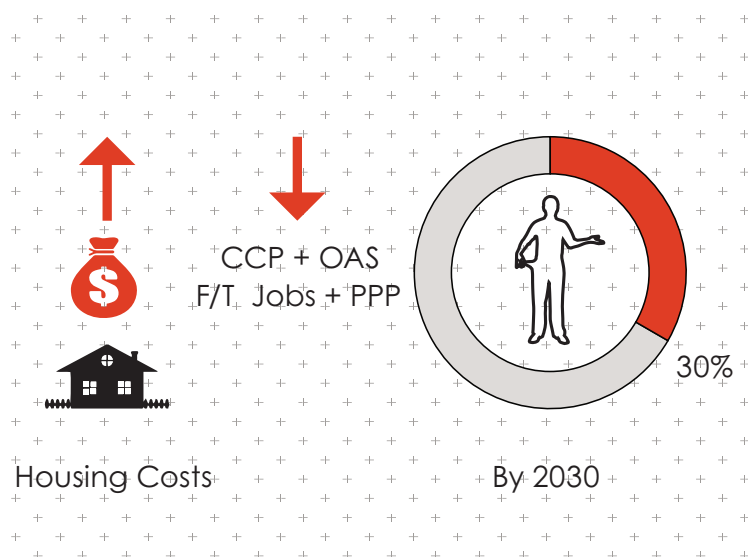 $
CCP + OAS
F/T Jobs + PPP
30%
Housing Costs
By 2030